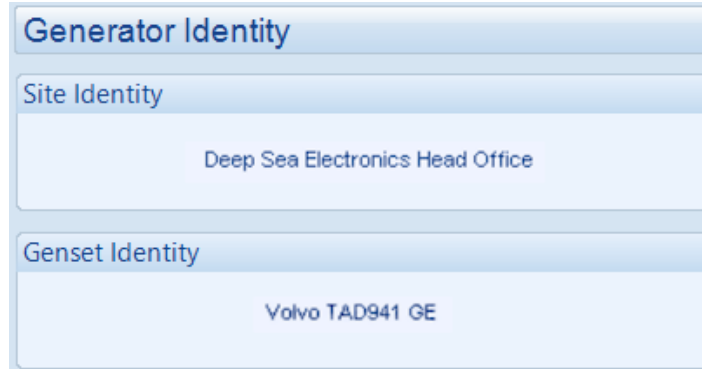 Generator Identity
Site Identity
Deep Sea Electronics Head Office
Genset Identity
Volvo TAD941 GE